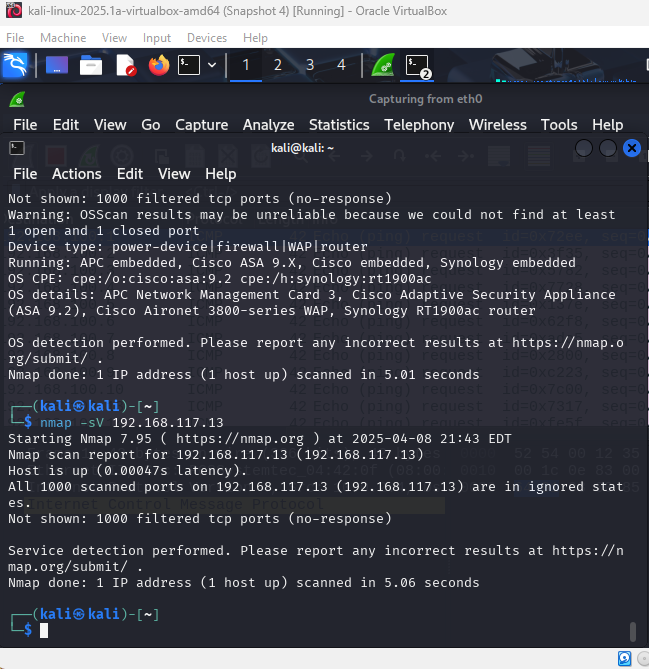 kali-linux-2025.1a-virtualbox-amd64 (Snapshot 4) [Running] - Oracle VirtualBox
File Machine View Input Devices Help
1 2 3 4 2
Capturing from eth0
File Edit View Go Capture Analyze Statistics Telephony Wireless Tools Help
kali@kali: ~
File Actions Edit View Help
Not shown: 1000 filtered tcp ports (no-response)
Warning: OSScan results may be unreliable because we could not find at least
1 open and 1 closed port
Device type: power-device|firewall|WAP|router
Running: APC embedded, Cisco ASA 9.X, Cisco embedded, Synology embedded
OS CPE: cpe:/o:cisco:asa:9.2 cpe:/h:synology:rt1900ac
OS details: APC Network Management Card 3, Cisco Adaptive Security Appliance
(ASA 9.2), Cisco Aironet 3800-series WAP, Synology RT1900ac router
OS detection performed. Please report any incorrect results at https://nmap.o
rg/submit/ .
Nmap done: 1 IP address (1 host up) scanned in 5.01 seconds
┌──(kali㉿kali)-[~]
└─$ nmap -sV 192.168.117.13
Starting Nmap 7.95 ( https://nmap.org ) at 2025-04-08 21:43 EDT
Nmap scan report for 192.168.117.13 (192.168.117.13)
Host is up (0.00047s latency).
All 1000 scanned ports on 192.168.117.13 (192.168.117.13) are in ignored stat
es.
Internet Control Message Protocol
Not shown: 1000 filtered tcp ports (no-response)
Service detection performed. Please report any incorrect results at https://n
map.org/submit/ .
Nmap done: 1 IP address (1 host up) scanned in 5.06 seconds
┌──(kali㉿kali)-[~]
└─$